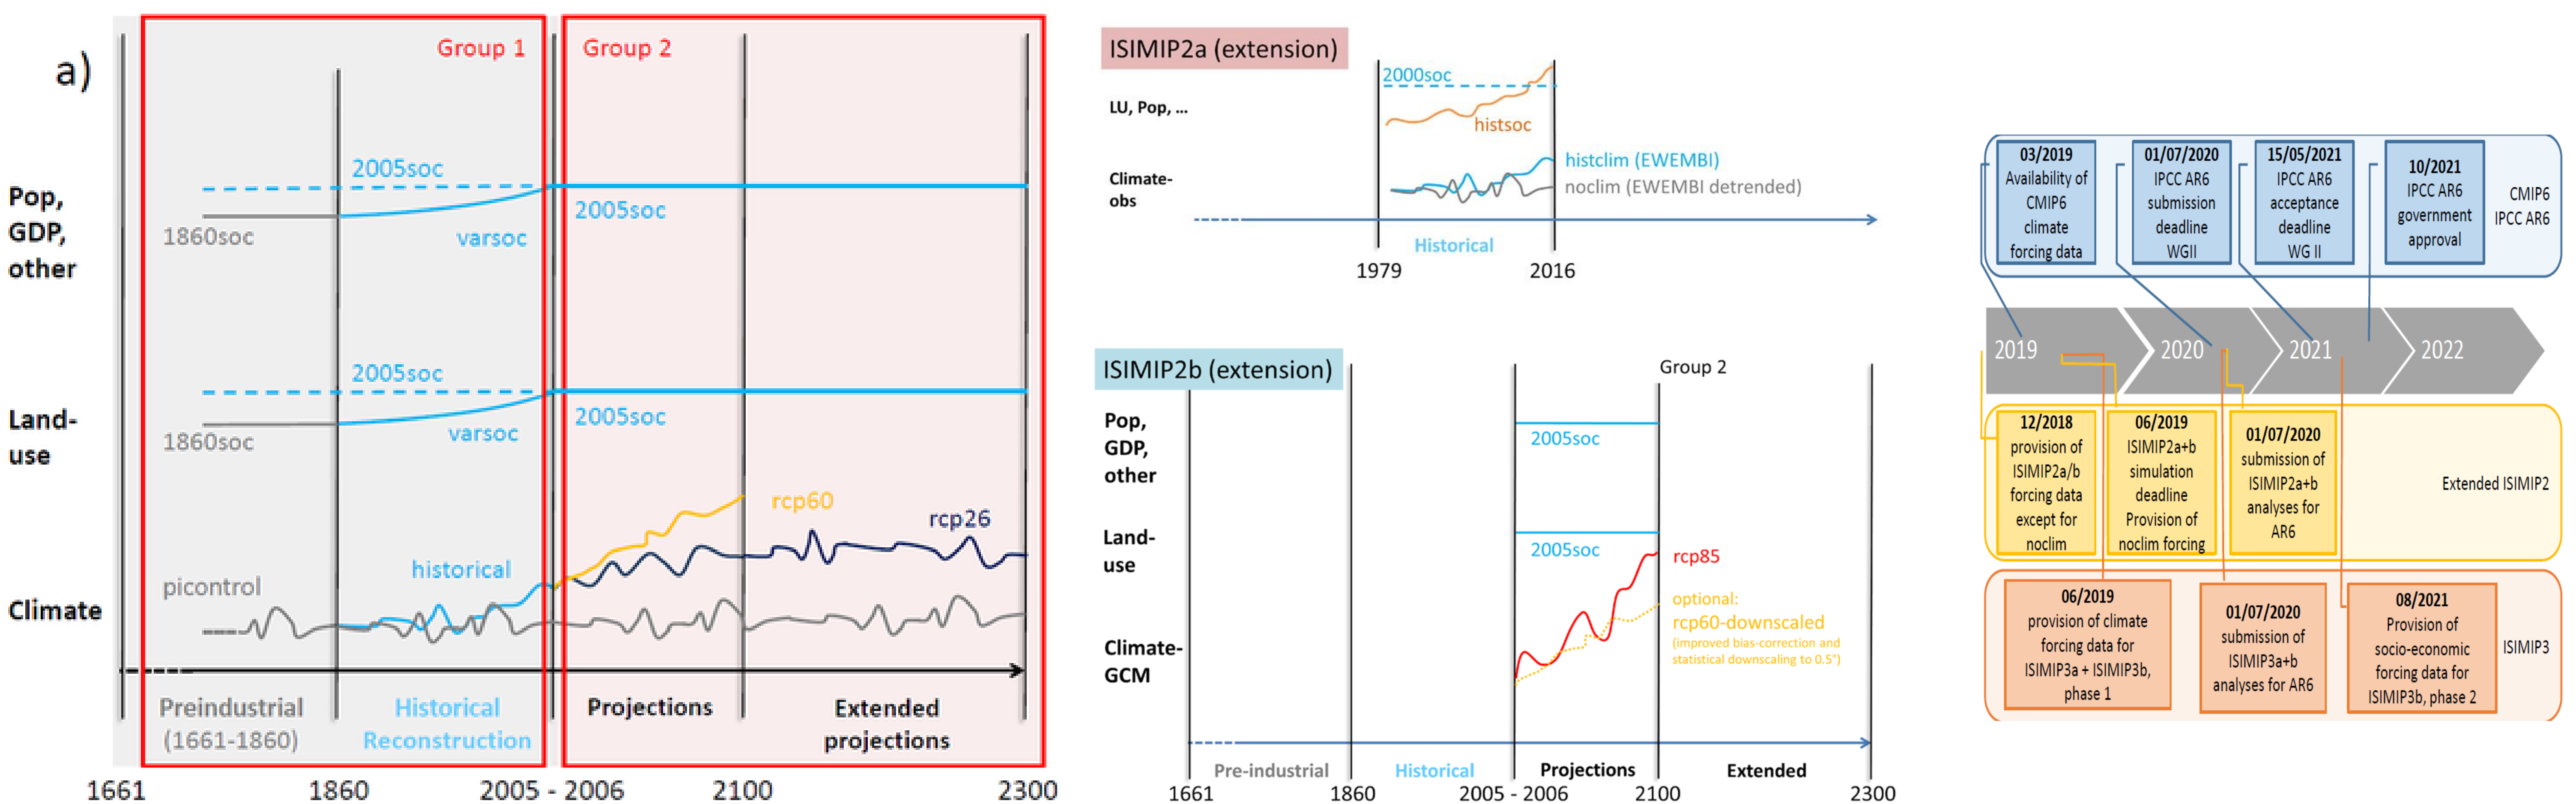 a)
Group 1
Group 2
Pop,
GDP,
other
2005soc
1860soc
varsoc
2005soc
Land-
use
2005soc
1860soc
varsoc
2005soc
Climate
picontrol
historical
rcp60
rcp26
Preindustrial
(1661-1860)
Historical
Reconstruction
Projections
Extended
projections
1661
1860
2005 - 2006
2100
2300
ISIMIP2a (extension)
LU, Pop, ...
2000soc
histsoc
Climate-
obs
histclim (EWEMBI)
noclim (EWEMBI detrended)
Historical
1979
2016
ISIMIP2b (extension)
Group 2
Pop,
GDP,
other
2005soc
Land-
use
2005soc
Climate-
GCM
rcp85
optional:
rcp60-downscaled
(improved bias-correction and
statistical downscaling to 0.5°)
Pre-industrial
Historical
Projections
Extended
1661
1860
2005 - 2006
2100
2300
03/2019
Availability of
CMIP6
climate
forcing data
01/07/2020
IPCC AR6
submission
deadline
WGII
15/05/2021
IPCC AR6
acceptance
deadline
WG II
10/2021
IPCC AR6
government
approval
CMIP6
IPCC AR6
2019
2020
2021
2022
12/2018
provision of
ISIMIP2a/b
forcing data
except for
noclim
06/2019
ISIMIP2a+b
simulation
deadline
Provision of
noclim forcing
01/07/2020
submission of
ISIMIP2a+b
analyses for
AR6
Extended ISIMIP2
06/2019
provision of climate
forcing data for
ISIMIP3a + ISIMIP3b,
phase 1
01/07/2020
submission of
ISIMIP3a+b
analyses for AR6
08/2021
Provision of
socio-economic
forcing data for
ISIMIP3b, phase 2
ISIMIP3